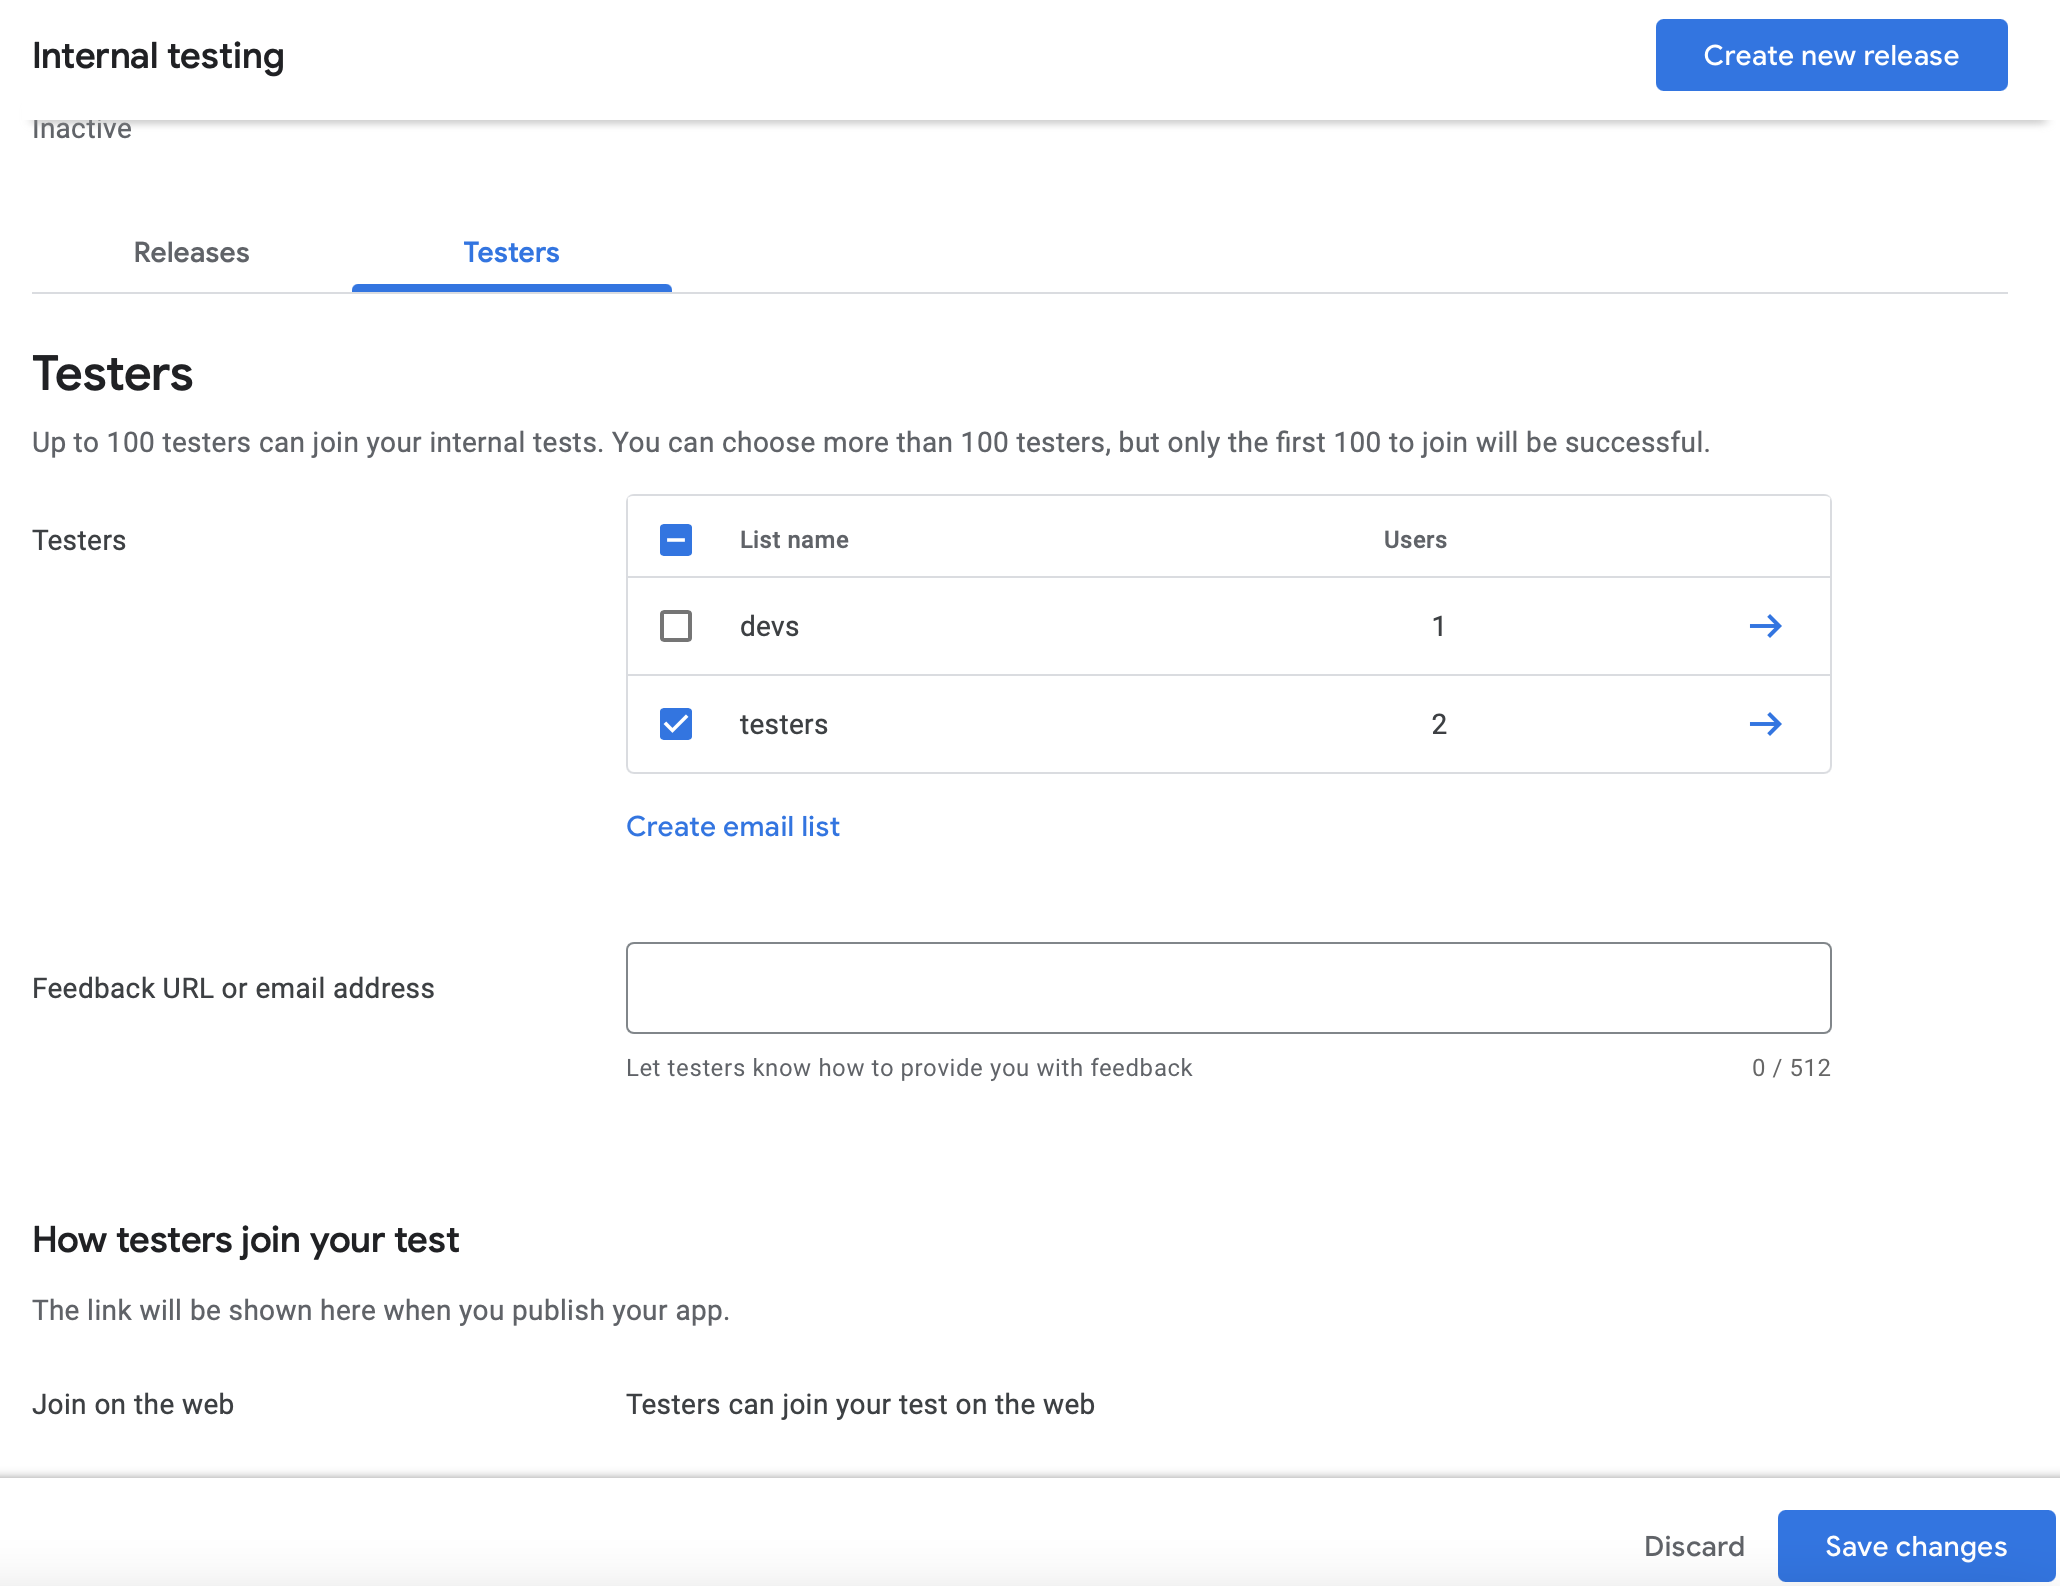 Internal testing
Create new release
Inactive
Releases
Testers
Testers
Up to 100 testers can join your internal tests. You can choose more than 100 testers, but only the first 100 to join will be successful.
Testers
List name
Users
devs
1
testers
2
Create email list
Feedback URL or email address
Let testers know how to provide you with feedback
0 / 512
How testers join your test
The link will be shown here when you publish your app.
Join on the web
Testers can join your test on the web
Discard
Save changes